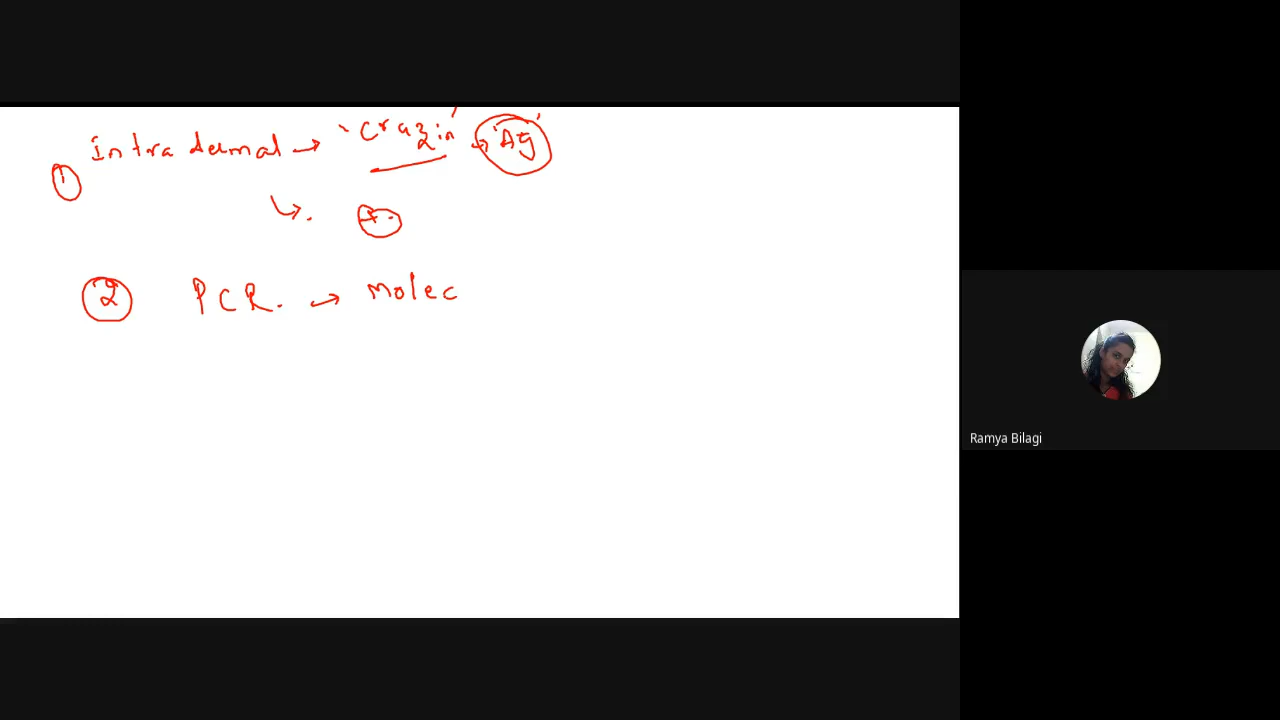 ① Intra dermal → 'Crazin' → 'Ag'
↳ +.
② PCR. → Molec
Ramya Bilagi